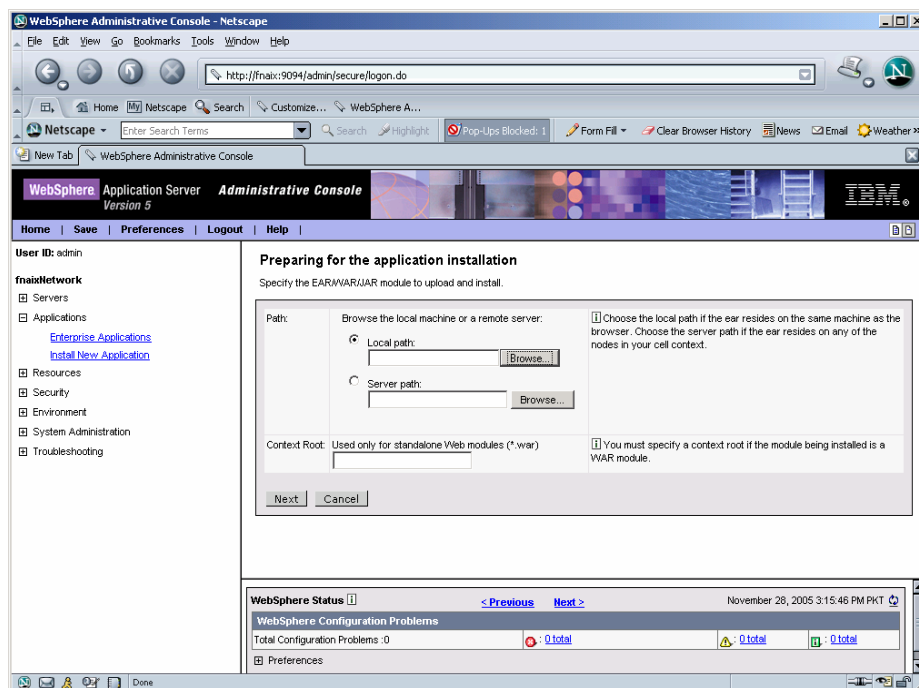 WebSphere Administrative Console - Netscape
File Edit View Go Bookmarks Tools Window Help
http://fnaix:9094/admin/secure/logon.do
Home My Netscape Search Customize... WebSphere A...
Netscape Enter Search Terms Search Highlight Pop-Ups Blocked: 1 Form Fill Clear Browser History News Email Weather
New Tab WebSphere Administrative Console
WebSphere Application Server Administrative Console
Version 5
IBM
Home | Save | Preferences | Logout | Help |
User ID: admin
fnaixNetwork
Servers
Applications
Enterprise Applications
Install New Application
Resources
Security
Environment
System Administration
Troubleshooting
Preparing for the application installation
Specify the EAR/WAR/JAR module to upload and install.
Path:
Browse the local machine or a remote server:
Local path:
Browse...
Server path:
Browse...
i Choose the local path if the ear resides on the same machine as the
browser. Choose the server path if the ear resides on any of the
nodes in your cell context.
Context Root:
Used only for standalone Web modules (*.war)
i You must specify a context root if the module being installed is a
WAR module.
Next Cancel
WebSphere Status i < Previous Next > November 28, 2005 3:15:46 PM PKT
WebSphere Configuration Problems
Total Configuration Problems :0 : 0 total : 0 total : 0 total
Preferences
Done